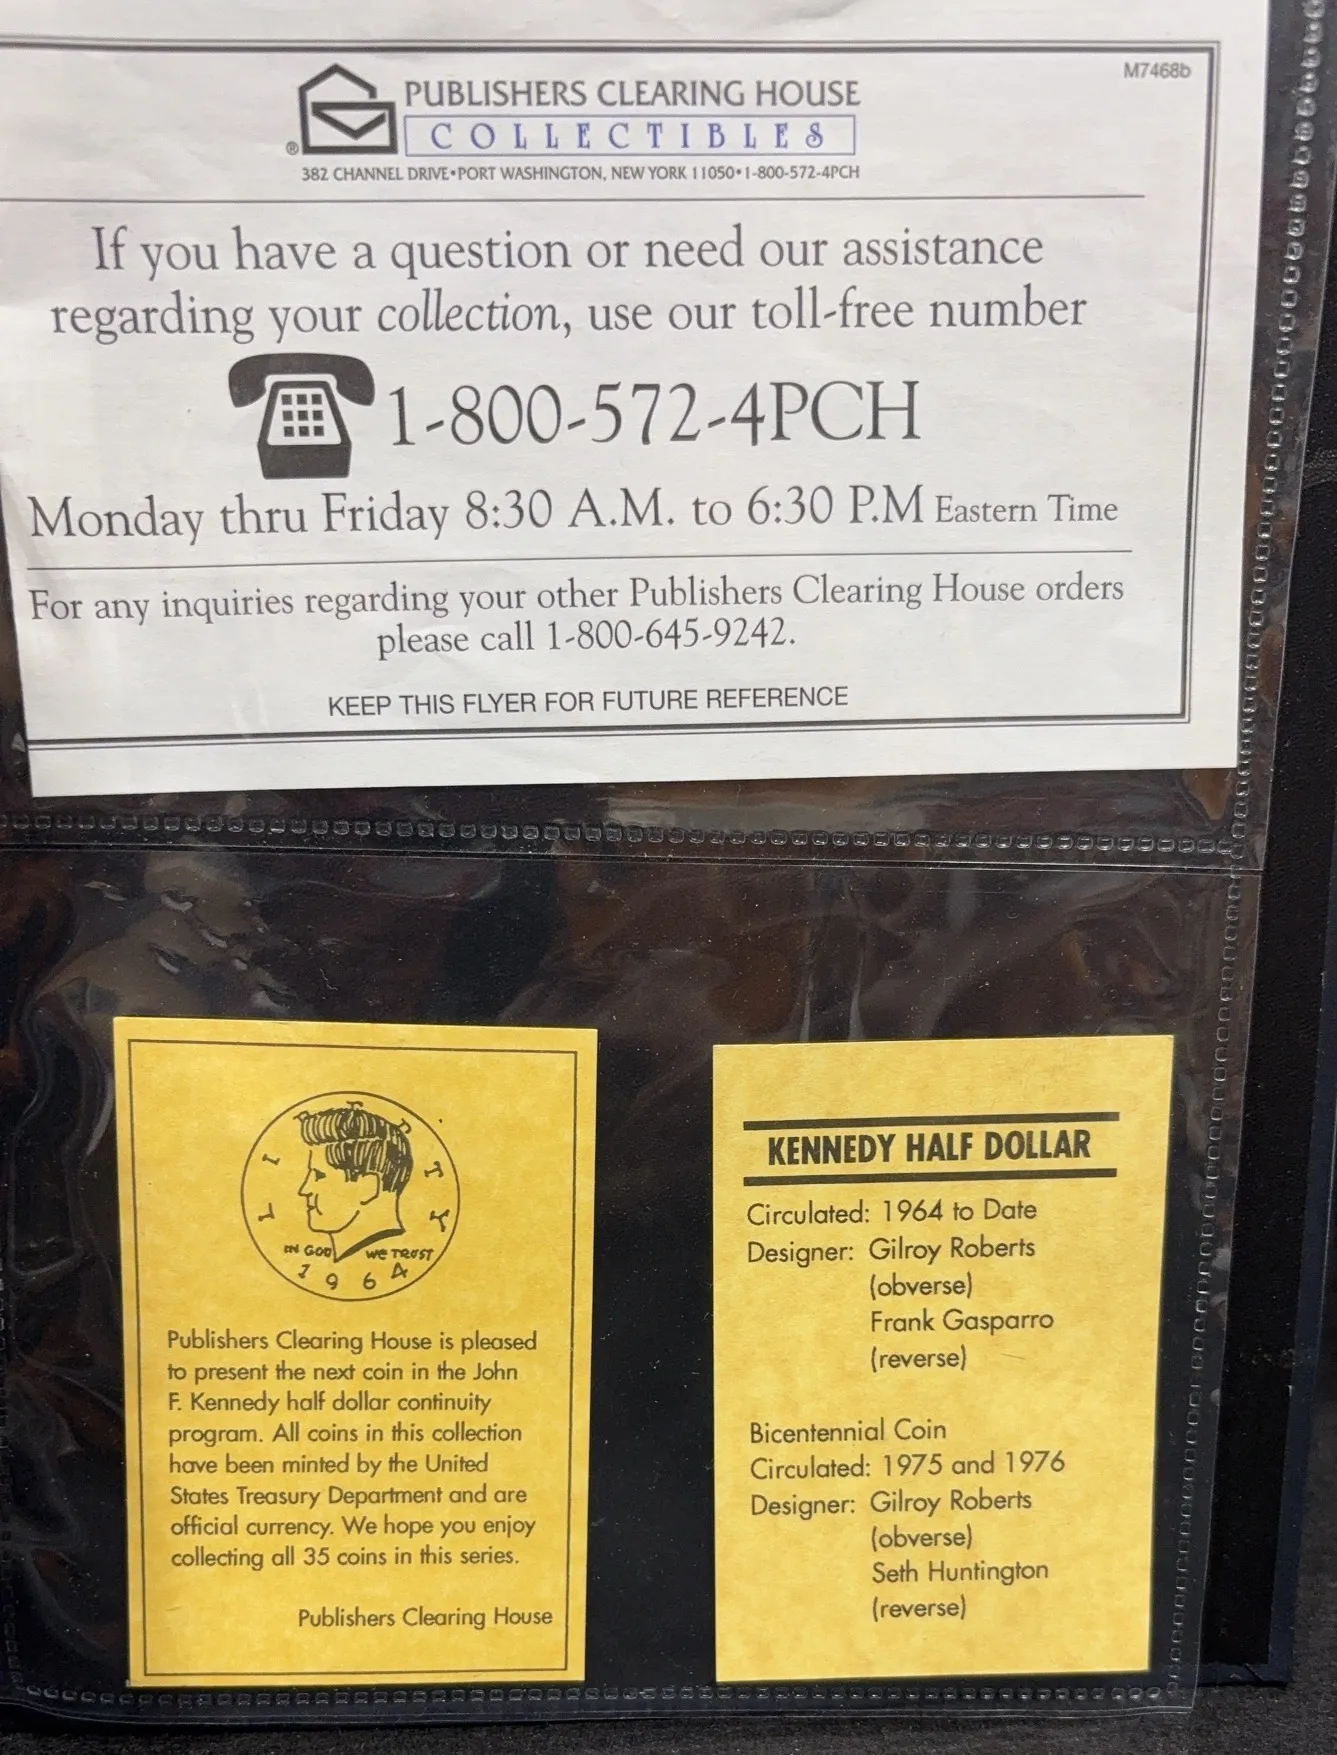 M7468b
PUBLISHERS CLEARING HOUSE
COLLECTIBLES
®
382 CHANNEL DRIVE•PORT WASHINGTON, NEW YORK 11050•1-800-572-4PCH
If you have a question or need our assistance
regarding your collection, use our toll-free number
1-800-572-4PCH
Monday thru Friday 8:30 A.M. to 6:30 P.M Eastern Time
For any inquiries regarding your other Publishers Clearing House orders
please call 1-800-645-9242.
KEEP THIS FLYER FOR FUTURE REFERENCE
LIBERTY
IN GOD WE TRUST
1964
Publishers Clearing House is pleased
to present the next coin in the John
F. Kennedy half dollar continuity
program. All coins in this collection
have been minted by the United
States Treasury Department and are
official currency. We hope you enjoy
collecting all 35 coins in this series.
Publishers Clearing House
KENNEDY HALF DOLLAR
Circulated: 1964 to Date
Designer: Gilroy Roberts
(obverse)
Frank Gasparro
(reverse)
Bicentennial Coin
Circulated: 1975 and 1976
Designer: Gilroy Roberts
(obverse)
Seth Huntington
(reverse)